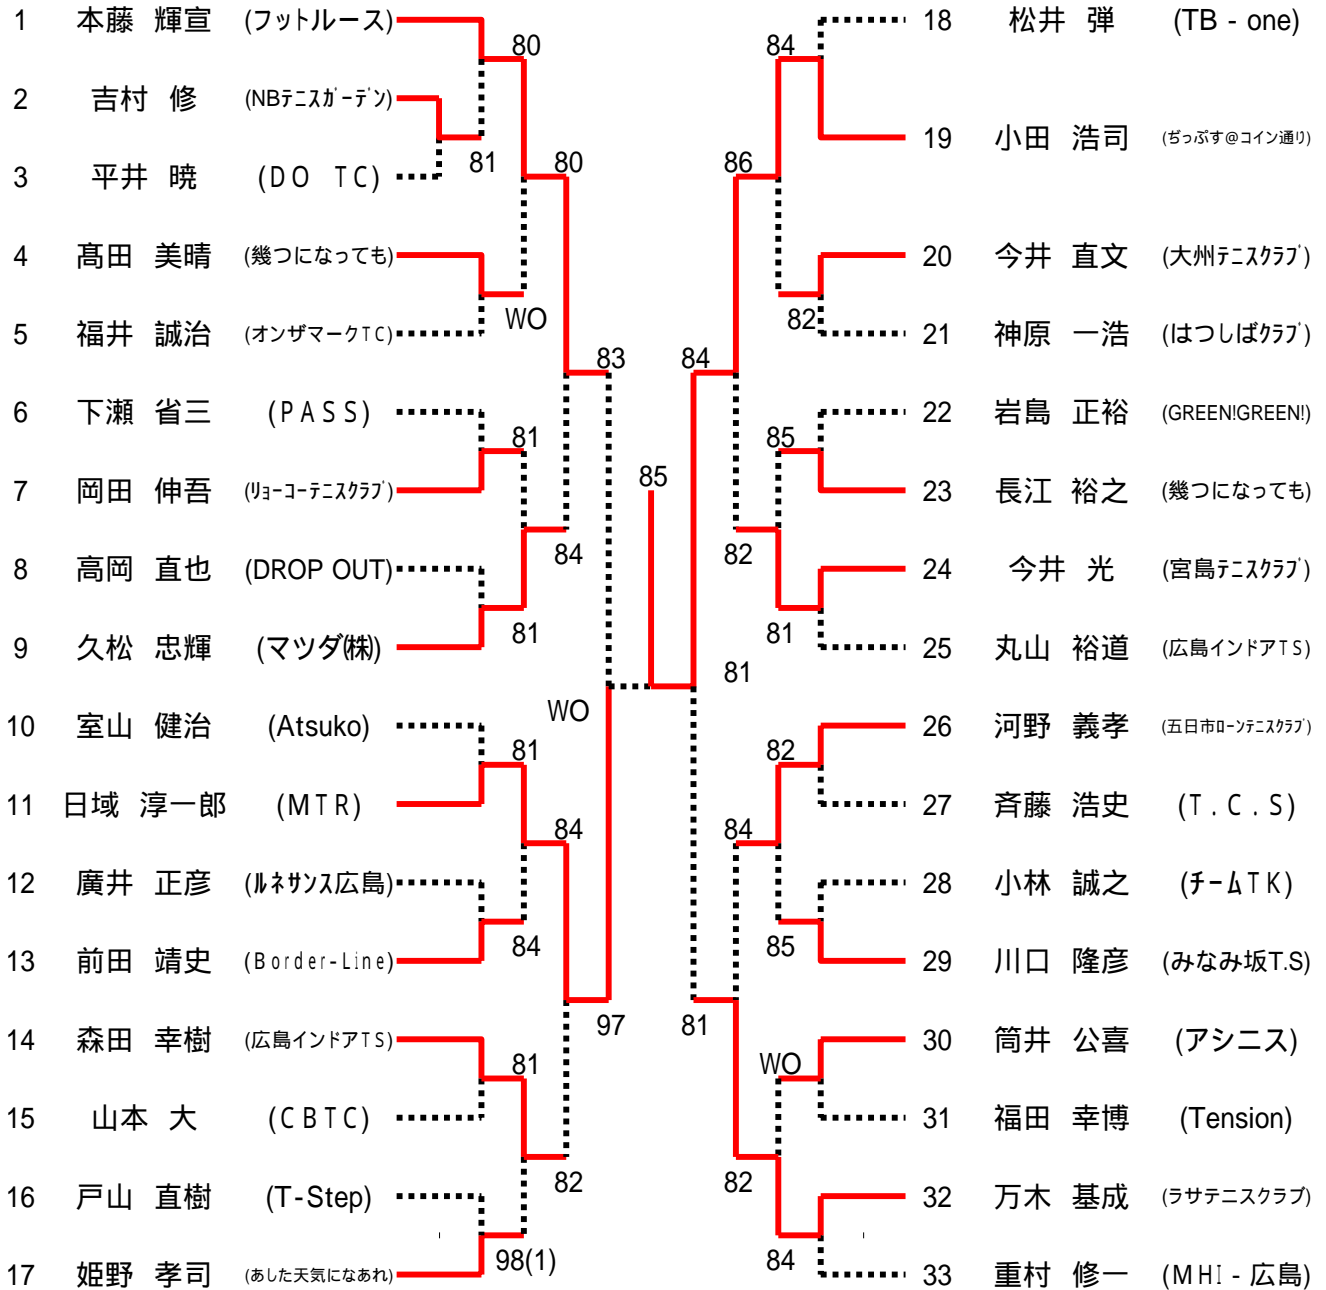 1 本藤 輝宣 (フットルース)
80
2 吉村 修 (NBﾃﾆｽｶﾞｰﾃﾞﾝ)
81
80
3 平井 暁 (DO TC)
4 髙田 美晴 (幾つになっても)
WO
5 福井 誠治 (オンザマークTC)
83
6 下瀬 省三 (PASS)
81
7 岡田 伸吾 (ﾘｮｰｺｰﾃﾆｽｸﾗﾌﾞ)
84
8 高岡 直也 (DROP OUT)
81
9 久松 忠輝 (マツダ㈱)
WO
10 室山 健治 (Atsuko)
81
11 日域 淳一郎 (MTR)
84
12 廣井 正彦 (ﾙﾈｻﾝｽ広島)
84
13 前田 靖史 (Border-Line)
97
14 森田 幸樹 (広島インドアTS)
81
15 山本 大 (CBTC)
82
16 戸山 直樹 (T-Step)
98(1)
17 姫野 孝司 (あした天気になあれ)
85
18 松井 弾 (TB - one)
84
19 小田 浩司 (ぢっぷす@コイン通り)
86
20 今井 直文 (大州ﾃﾆｽｸﾗﾌﾞ)
82
21 神原 一浩 (はつしばｸﾗﾌﾞ)
84
22 岩島 正裕 (GREEN!GREEN!)
85
23 長江 裕之 (幾つになっても)
82
24 今井 光 (宮島ﾃﾆｽｸﾗﾌﾞ)
81
25 丸山 裕道 (広島インドアTS)
81
26 河野 義孝 (五日市ﾛｰﾝﾃﾆｽｸﾗﾌﾞ)
82
27 斉藤 浩史 (T.C.S)
84
28 小林 誠之 (ﾁｰﾑTK)
85
29 川口 隆彦 (みなみ坂T.S)
81
30 筒井 公喜 (アシニス)
WO
31 福田 幸博 (Tension)
82
32 万木 基成 (ラサテニスクラブ)
84
33 重村 修一 (MHI - 広島)